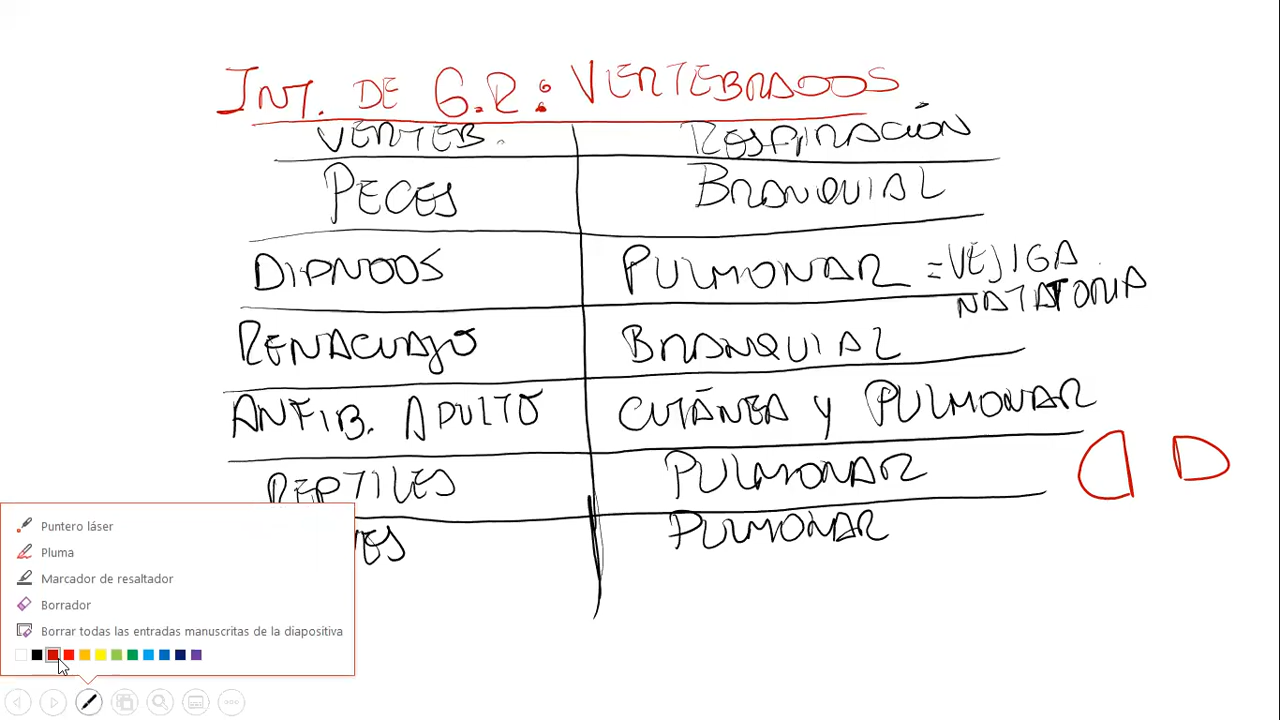 INT. DE G.R: VERTEBRADOS
VERTEB. RESPIRACIÓN
PECES BRANQUIAL
DIPNOOS PULMONAR = VEJIGA
NATATORIA
RENACUAJO BRANQUIAL
ANFIB. ADULTO CUTÁNEA y PULMONAR
REPTILES PULMONAR
VES PULMONAR
Puntero láser
Pluma
Marcador de resaltador
Borrador
Borrar todas las entradas manuscritas de la diapositiva